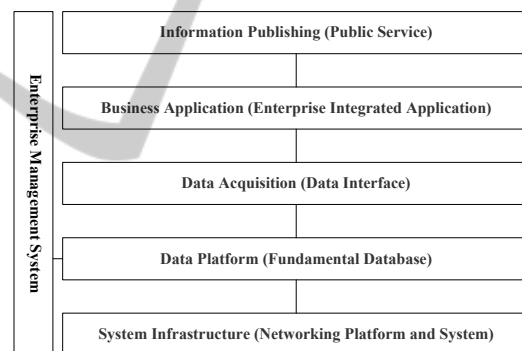 Enterprise Management System
Information Publishing (Public Service)
Business Application (Enterprise Integrated Application)
Data Acquisition (Data Interface)
Data Platform (Fundamental Database)
System Infrastructure (Networking Platform and System)